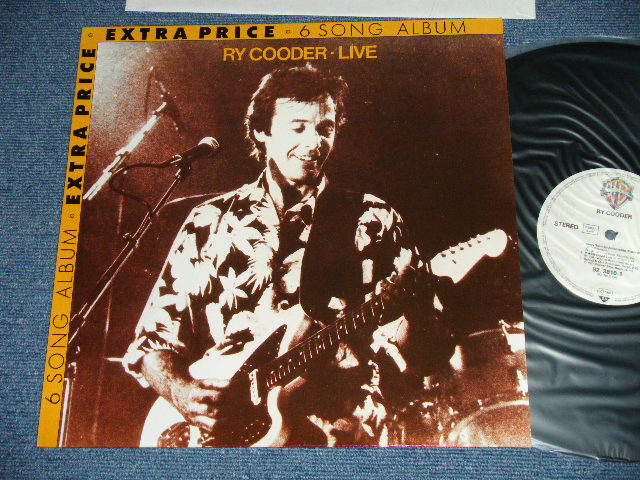 EXTRA PRICE ◦ 6 SONG ALBUM
6 SONG ALBUM ◦ EXTRA PRICE ◦
RY COODER · LIVE
RY COODER
STEREO